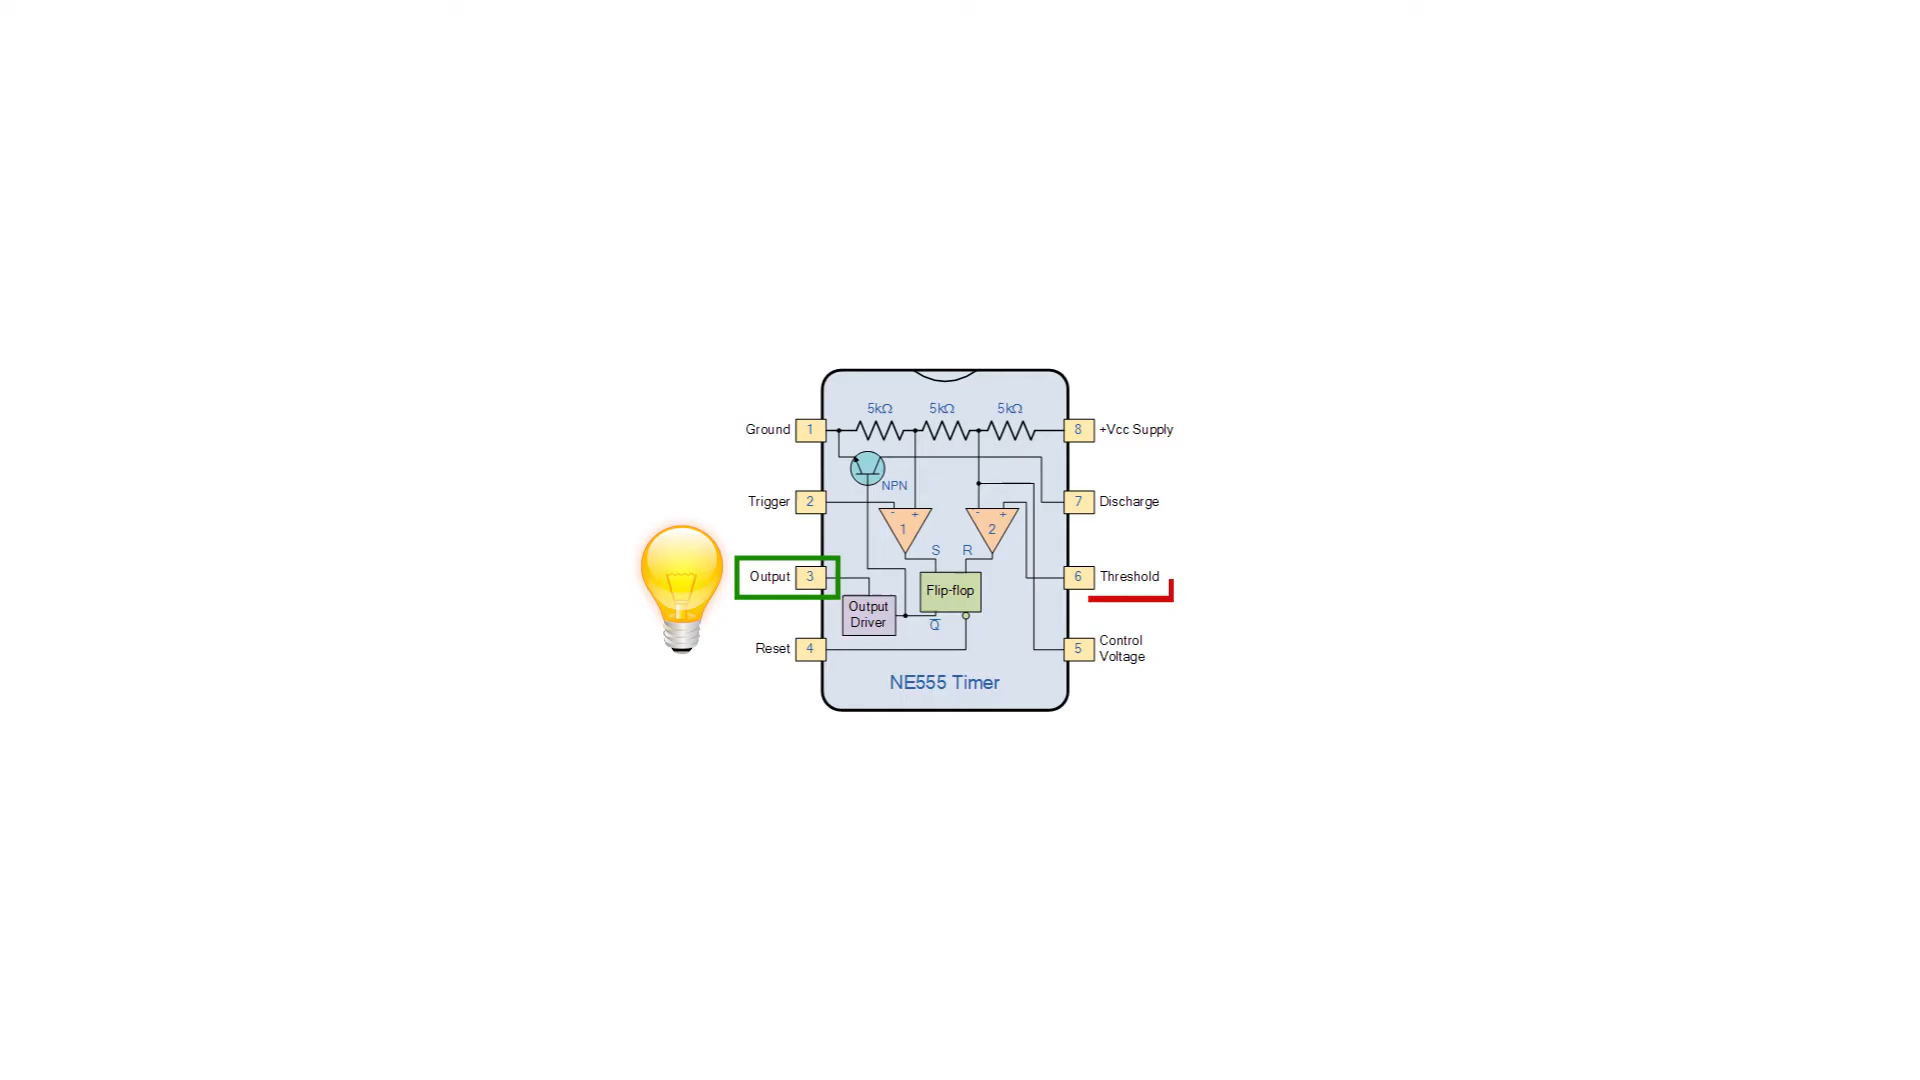 5kΩ 5kΩ 5kΩ
Ground 1
8 +Vcc Supply
NPN
Trigger 2
7 Discharge
- +
- +
1
2
S R
Output 3
6 Threshold
Flip-flop
Output
Driver
Q
Reset 4
5 Control
Voltage
NE555 Timer